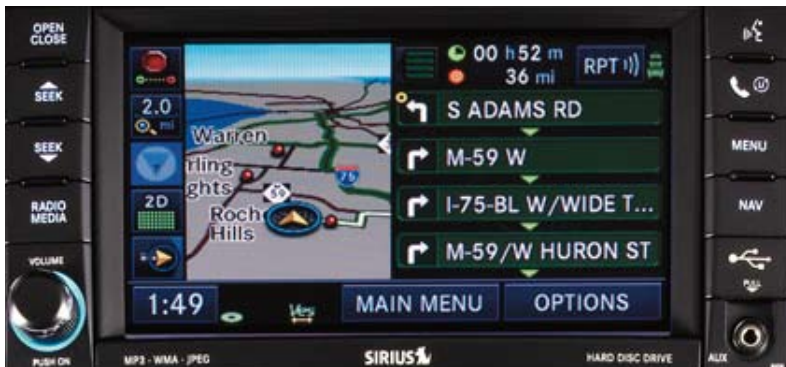 OPEN
CLOSE
SEEK
SEEK
RADIO
MEDIA
VOLUME
PUSH ON
2.0
mi
2D
Warren
rling
ghts
75
59
Roch
Hills
00 h 52 m
36 mi
RPT
S ADAMS RD
M-59 W
I-75-BL W/WIDE T...
M-59/W HURON ST
1:49
Yes
MAIN MENU
OPTIONS
MP3 - WMA - JPEG
SIRIUS
HARD DISC DRIVE
MENU
NAV
PULL
AUX